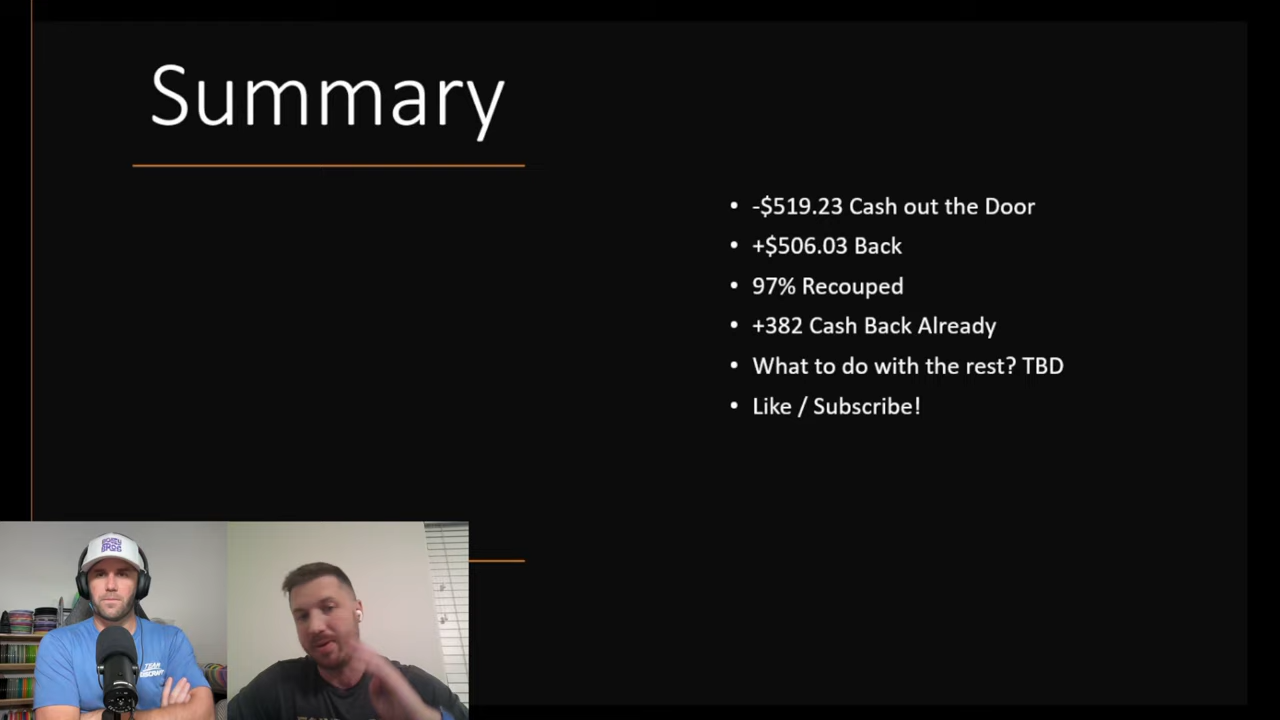 Summary
• -$519.23 Cash out the Door
• +$506.03 Back
• 97% Recouped
• +382 Cash Back Already
• What to do with the rest? TBD
• Like / Subscribe!
TEAM